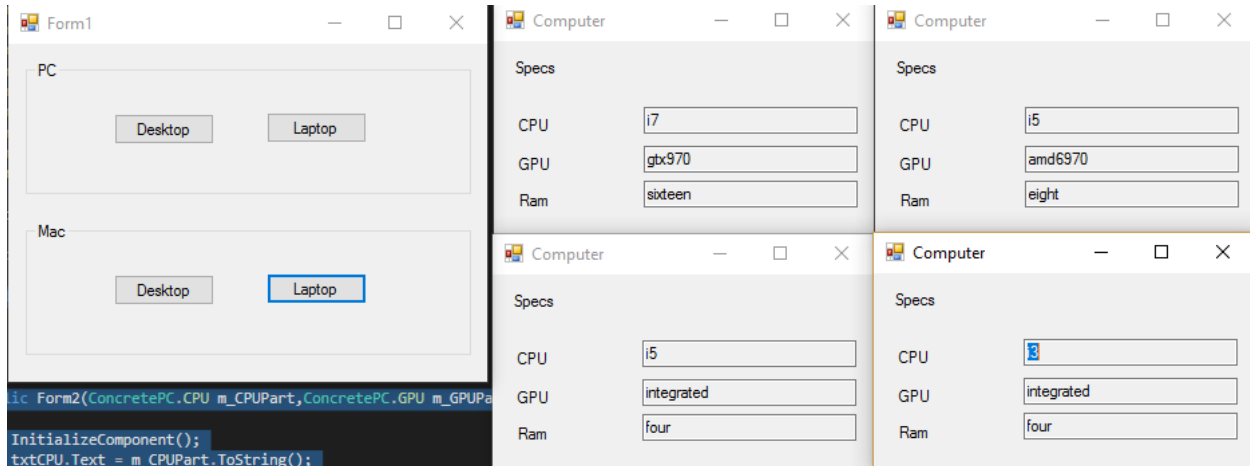 Form1
PC
Desktop Laptop
Mac
Desktop Laptop
lic Form2(ConcretePC.CPU m_CPUPart,ConcretePC.GPU m_GPUPa
InitializeComponent();
txtCPU.Text = m_CPUPart.ToString();
Computer
Specs
CPU i7
GPU gtx970
Ram sixteen
Computer
Specs
CPU i5
GPU amd6970
Ram eight
Computer
Specs
CPU i5
GPU integrated
Ram four
Computer
Specs
CPU i3
GPU integrated
Ram four